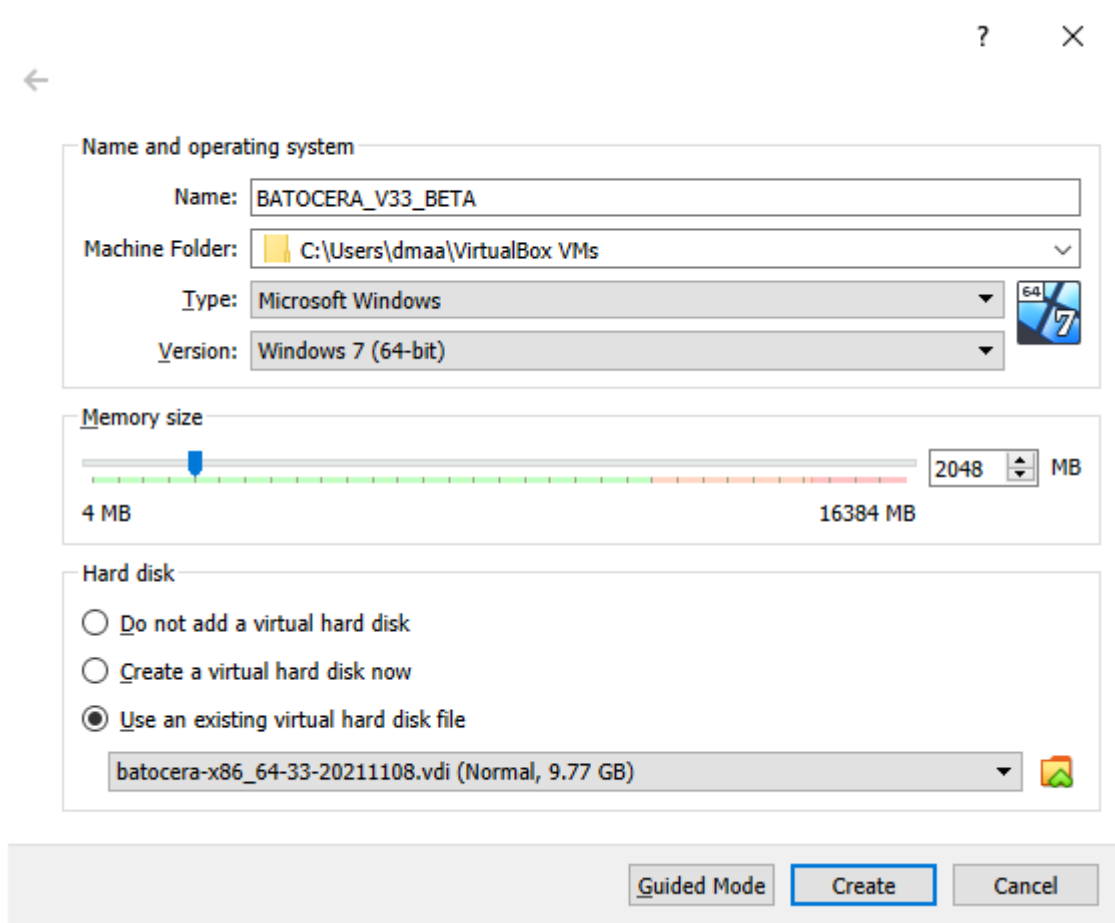 ?
Name and operating system
Name: BATOCERA_V33_BETA
Machine Folder: C:\Users\dmaa\VirtualBox VMs
Type: Microsoft Windows
64
7
Version: Windows 7 (64-bit)
Memory size
2048 MB
4 MB 16384 MB
Hard disk
Do not add a virtual hard disk
Create a virtual hard disk now
Use an existing virtual hard disk file
batocera-x86_64-33-20211108.vdi (Normal, 9.77 GB)
Guided Mode Create Cancel